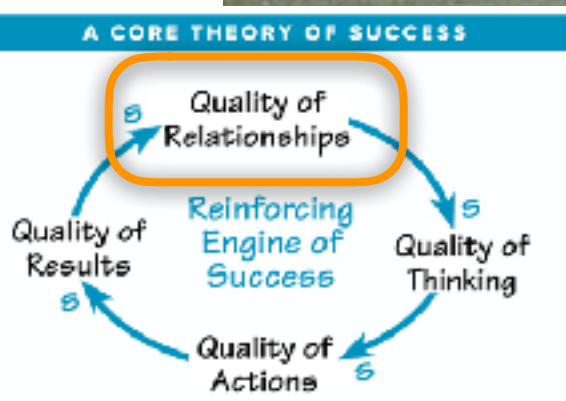 A CORE THEORY OF SUCCESS
s
Quality of
Relationships
s
Quality of
Thinking
s
Quality of
Actions
s
Quality of
Results
Reinforcing
Engine of
Success